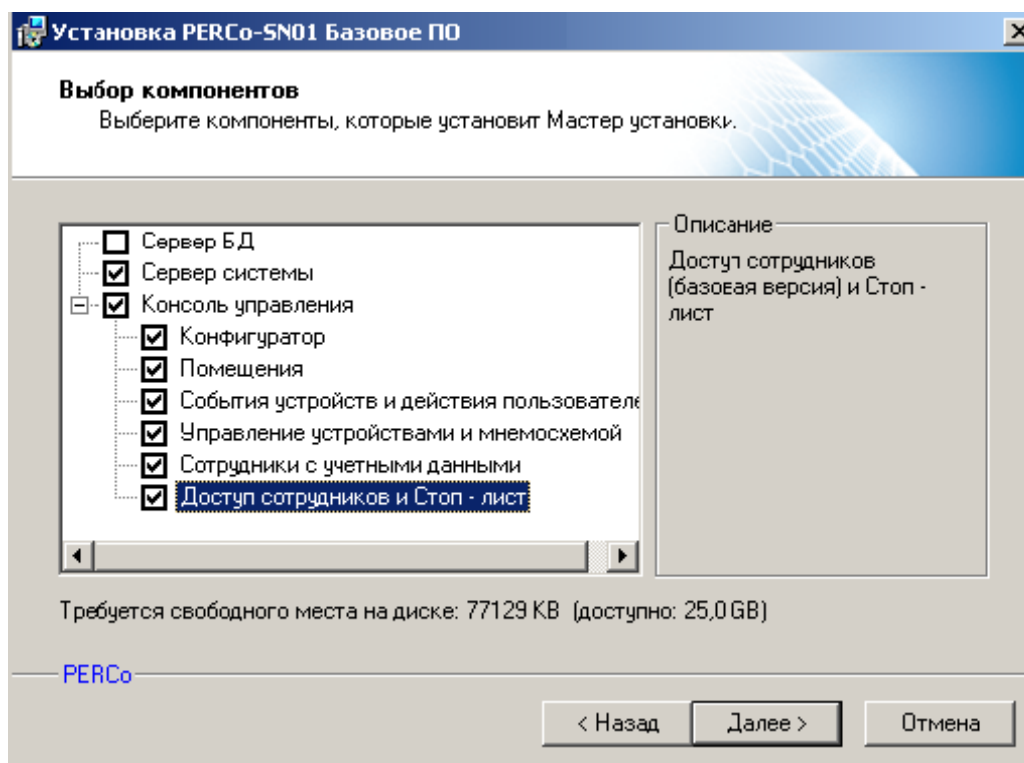 Установка PERCo-SN01 Базовое ПО
Выбор компонентов
Выберите компоненты, которые установит Мастер установки.
Сервер БД
Сервер системы
Консоль управления
Конфигуратор
Помещения
События устройств и действия пользователе
Управление устройствами и мнемосхемой
Сотрудники с учетными данными
Доступ сотрудников и Стоп - лист
Описание
Доступ сотрудников
(базовая версия) и Стоп -
лист
Требуется свободного места на диске: 77129 KB (доступно: 25,0 GB)
PERCo
< Назад
Далее >
Отмена